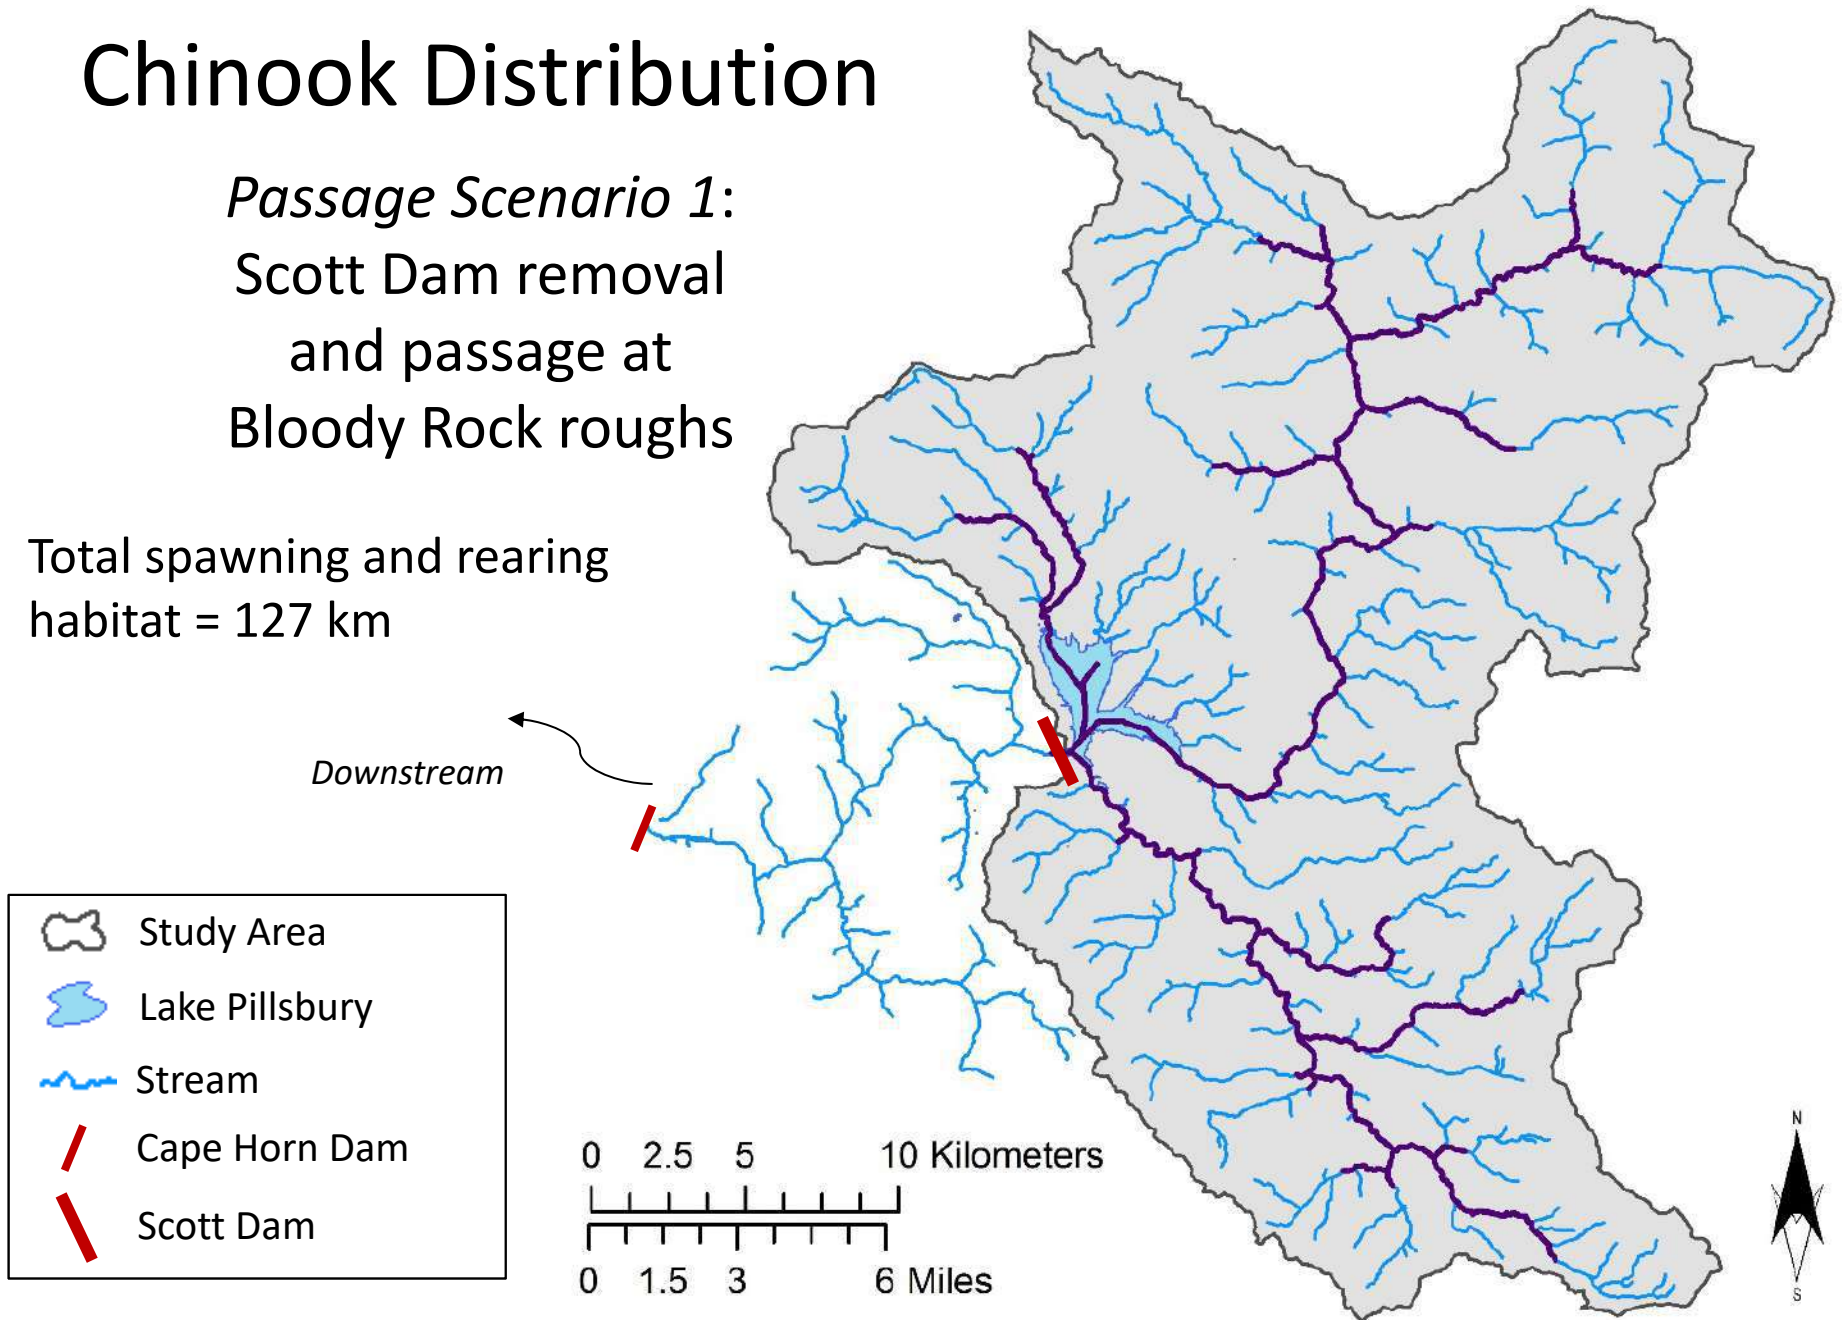 Chinook Distribution
Passage Scenario 1:
Scott Dam removal
and passage at
Bloody Rock roughs
Total spawning and rearing
habitat = 127 km
Downstream
Study Area
Lake Pillsbury
Stream
Cape Horn Dam
Scott Dam
0 2.5 5 10 Kilometers
0 1.5 3 6 Miles
N
S